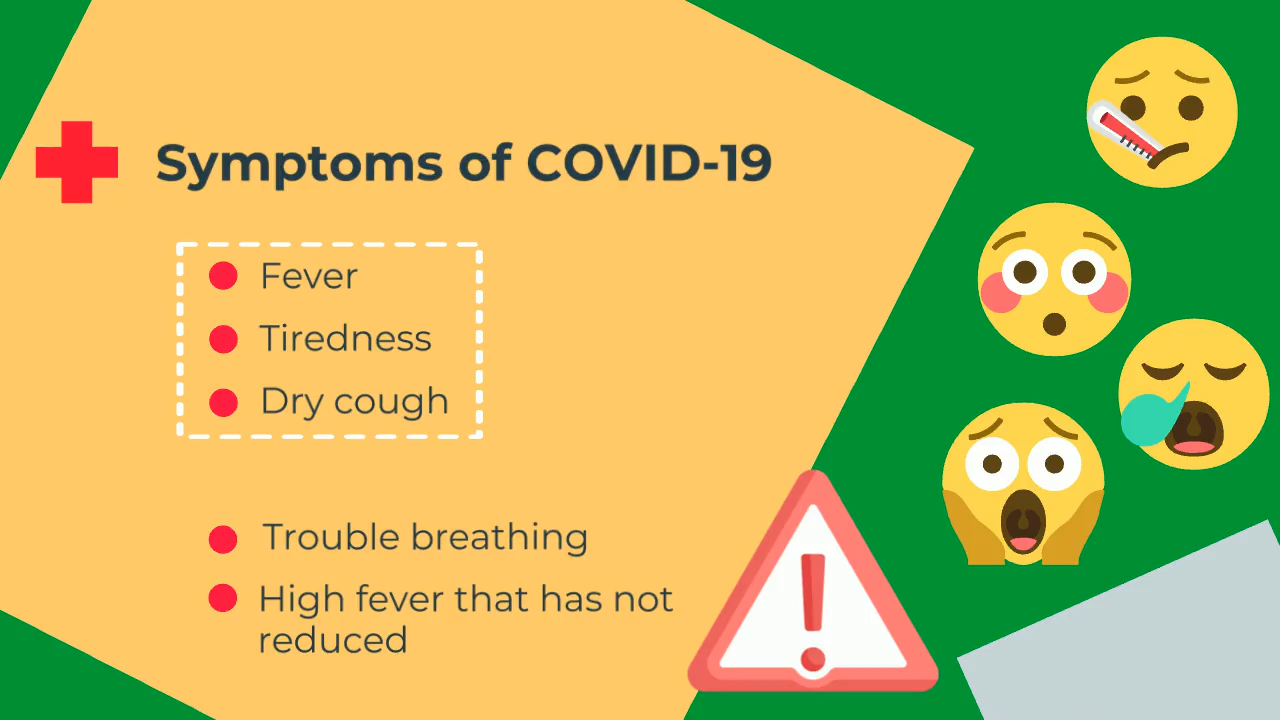 Symptoms of COVID-19
Fever
Tiredness
Dry cough
Trouble breathing
High fever that has not
reduced